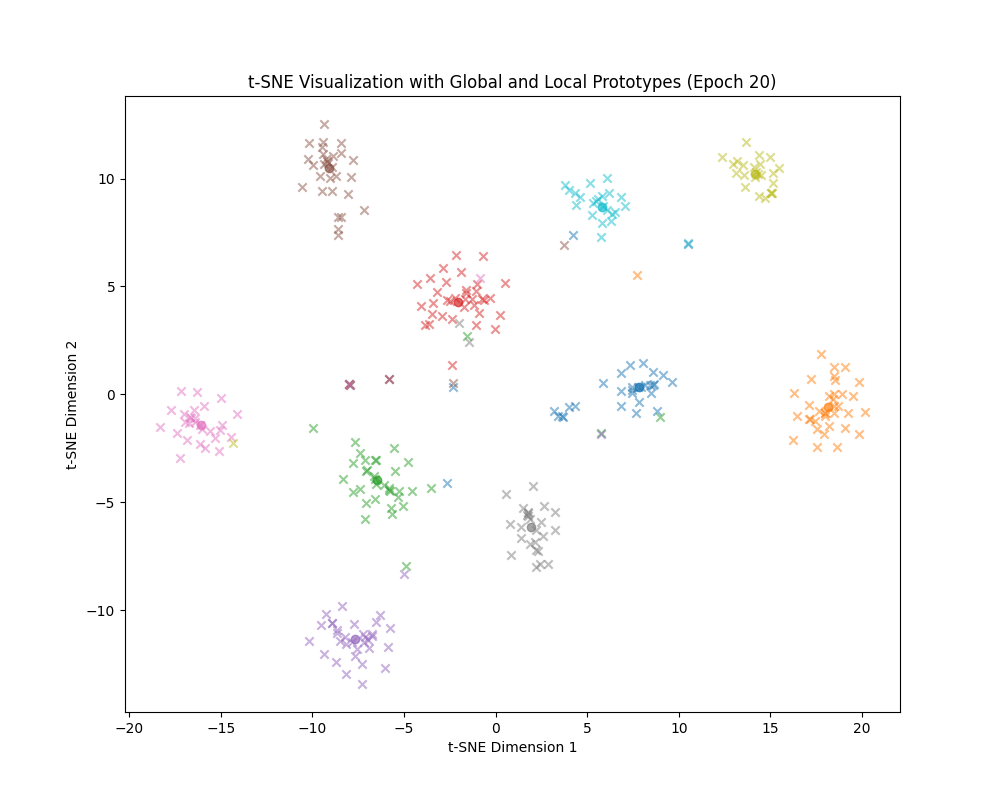 t-SNE Visualization with Global and Local Prototypes (Epoch 20)
10
5
0
−5
−10
t-SNE Dimension 2
−20 −15 −10 −5 0 5 10 15 20
t-SNE Dimension 1